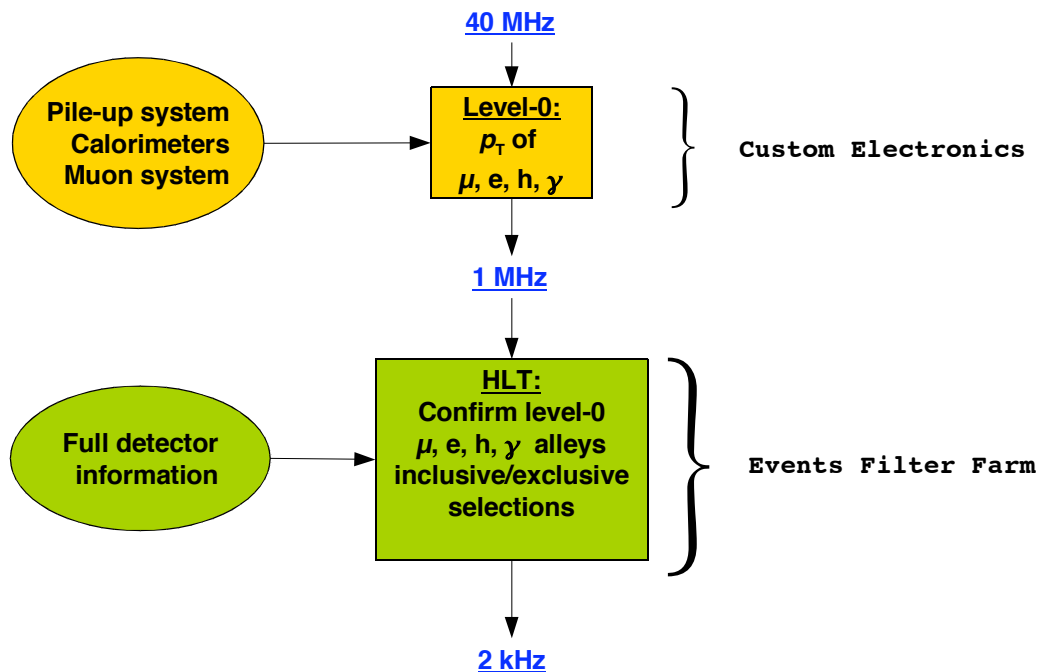 40 MHz
Pile-up system
Calorimeters
Muon system
Level-0:
pT of
μ, e, h, γ
Custom Electronics
1 MHz
Full detector
information
HLT:
Confirm level-0
μ, e, h, γ alleys
inclusive/exclusive
selections
Events Filter Farm
2 kHz